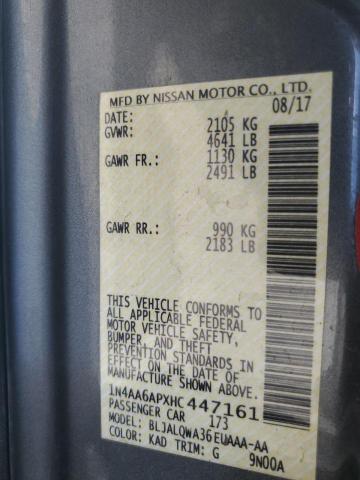 MFD BY NISSAN MOTOR CO., LTD.
DATE: 08/17
GVWR: 2105 KG
4641 LB
GAWR FR.: 1130 KG
2491 LB
GAWR RR.: 990 KG
2183 LB
THIS VEHICLE CONFORMS TO
ALL APPLICABLE FEDERAL
MOTOR VEHICLE SAFETY,
BUMPER, AND THEFT
PREVENTION STANDARDS
IN EFFECT ON THE DATE OF
MANUFACTURE SHOWN ABOVE.
1N4AA6APXHC447161
PASSENGER CAR 173
MODEL: BLJALQWA36EUAAA-AA
COLOR: KAD TRIM: G 9N00A